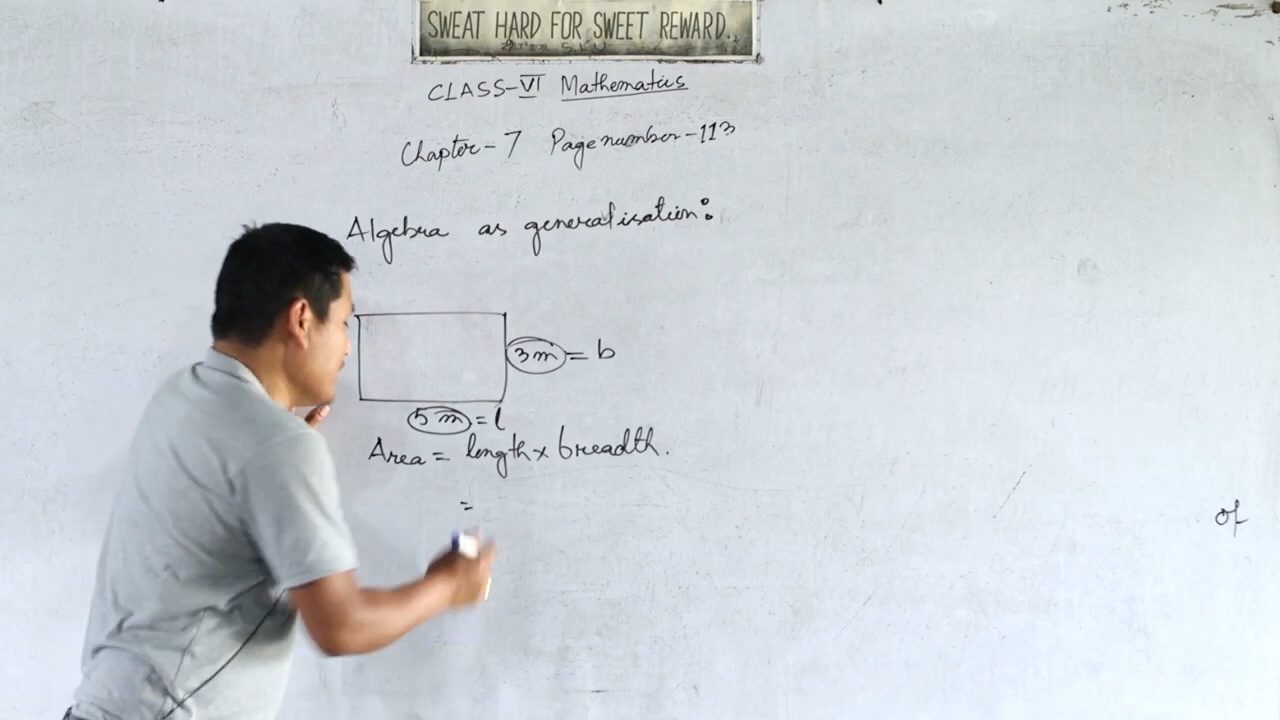 SWEAT HARD FOR SWEET REWARD..
CLASS-VI Mathematics
Chapter-7 Page number-113
Algebra as generalisation:
3m = b
5m = l
Area = length x breadth.
=
of